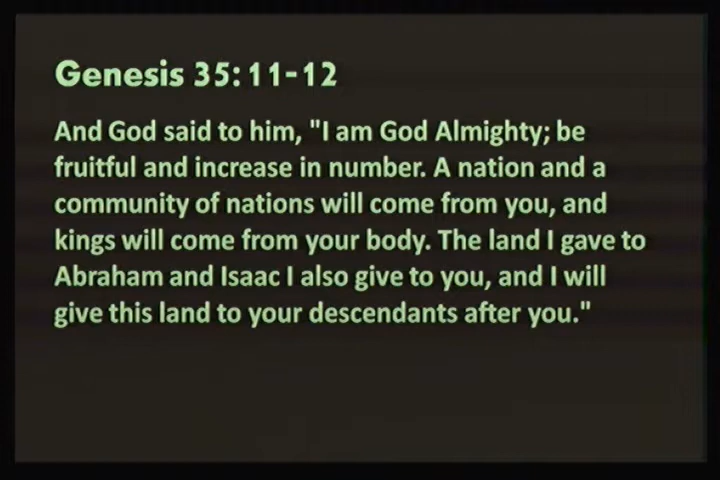 Genesis 35:11-12
And God said to him, "I am God Almighty; be
fruitful and increase in number. A nation and a
community of nations will come from you, and
kings will come from your body. The land I gave to
Abraham and Isaac I also give to you, and I will
give this land to your descendants after you."